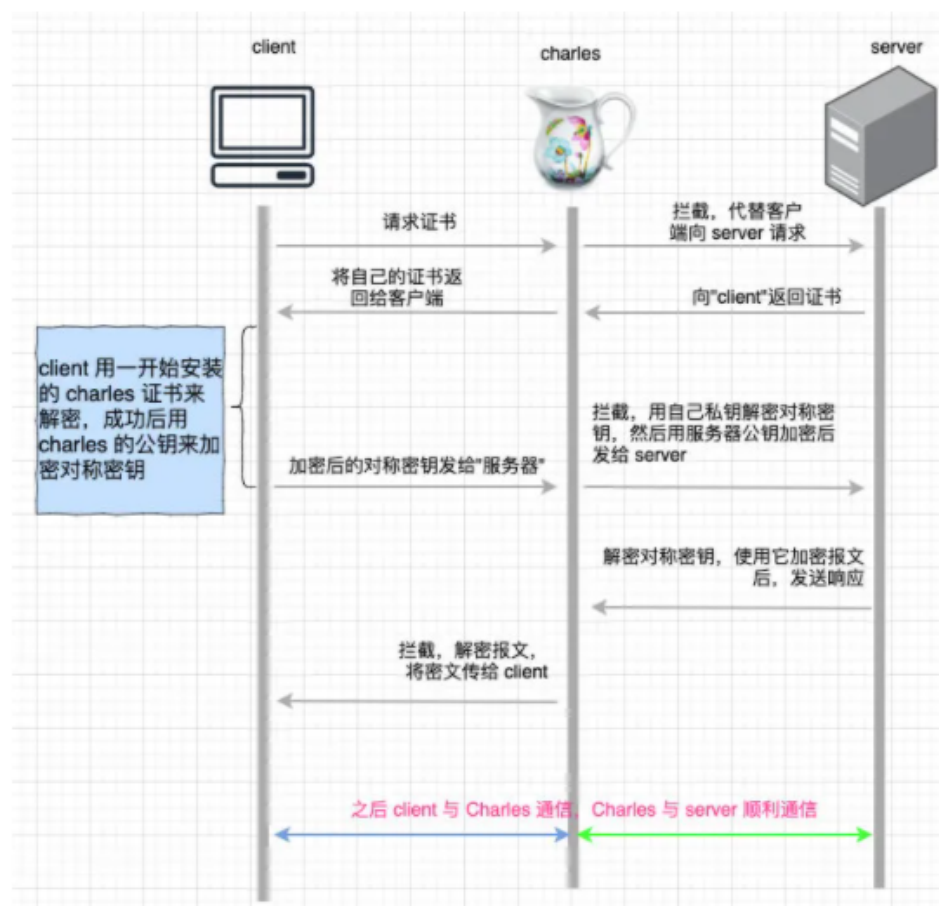 client
charles
server
请求证书
拦截，代替客户
端向 server 请求
将自己的证书返
回给客户端
向"client"返回证书
client 用一开始安装
的 charles 证书来
解密，成功后用
charles 的公钥来加
密对称密钥
拦截，用自己私钥解密对称密
钥，然后用服务器公钥加密后
发给 server
加密后的对称密钥发给"服务器"
解密对称密钥，使用它加密报文
后，发送响应
拦截，解密报文，
将密文传给 client
之后 client 与 Charles 通信，Charles 与 server 顺利通信